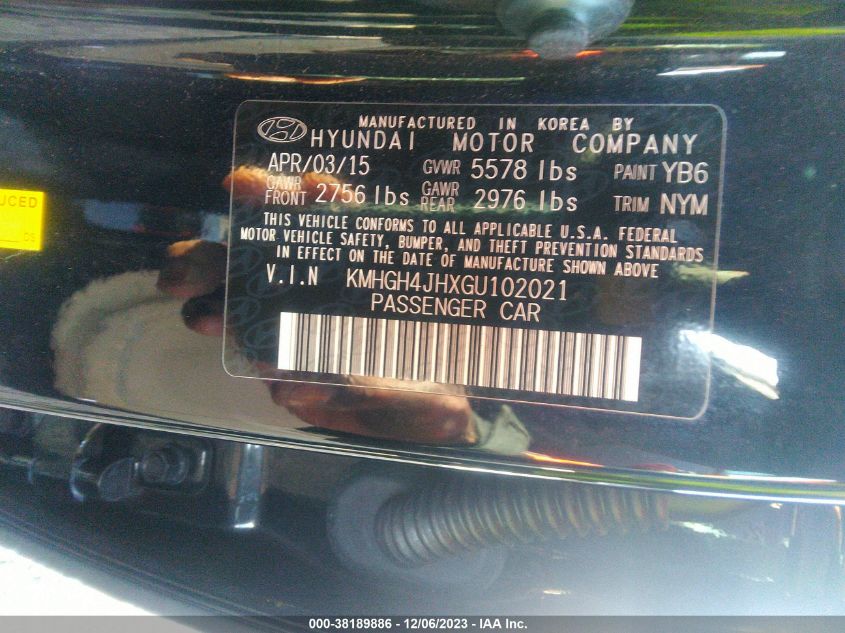 MANUFACTURED IN KOREA BY
HYUNDAI MOTOR COMPANY
APR/03/15 GVWR 5578 lbs PAINT YB6
GAWR FRONT 2756 lbs GAWR REAR 2976 lbs TRIM NYM
THIS VEHICLE CONFORMS TO ALL APPLICABLE U.S.A. FEDERAL
MOTOR VEHICLE SAFETY, BUMPER, AND THEFT PREVENTION STANDARDS
IN EFFECT ON THE DATE OF MANUFACTURE SHOWN ABOVE
V.I.N KMHGH4JHXGU102021
PASSENGER CAR
UCED
CS
000-38189886 - 12/06/2023 - IAA Inc.